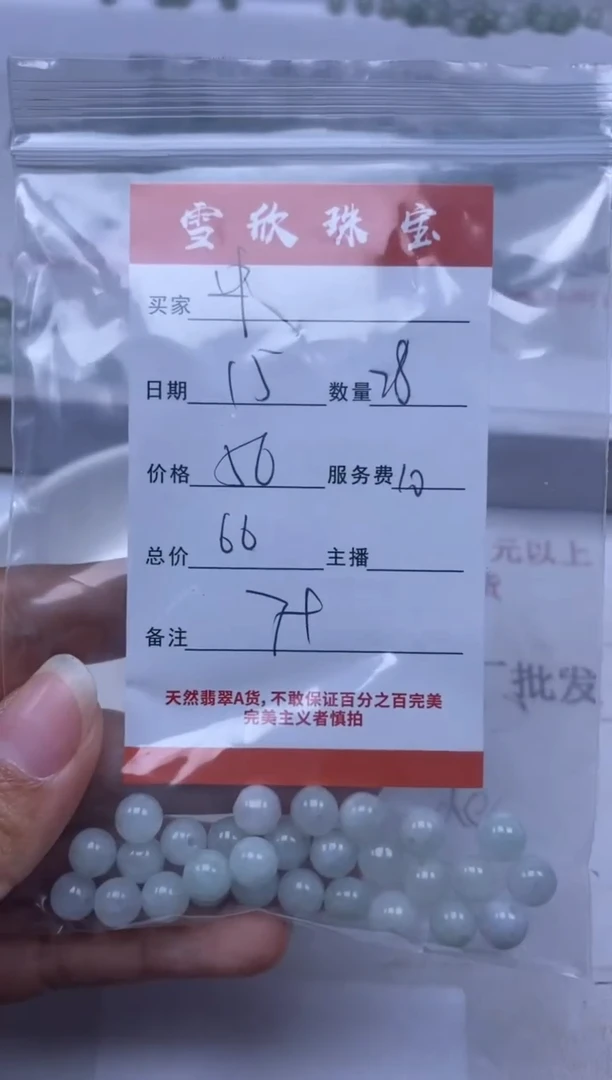 雪欣珠宝
买家
日期 15 数量 28
价格 56 服务费 10
总价 66 主播
备注
天然翡翠A货,不敢保证百分之百完美
完美主义者慎拍
元以上
货
厂批发